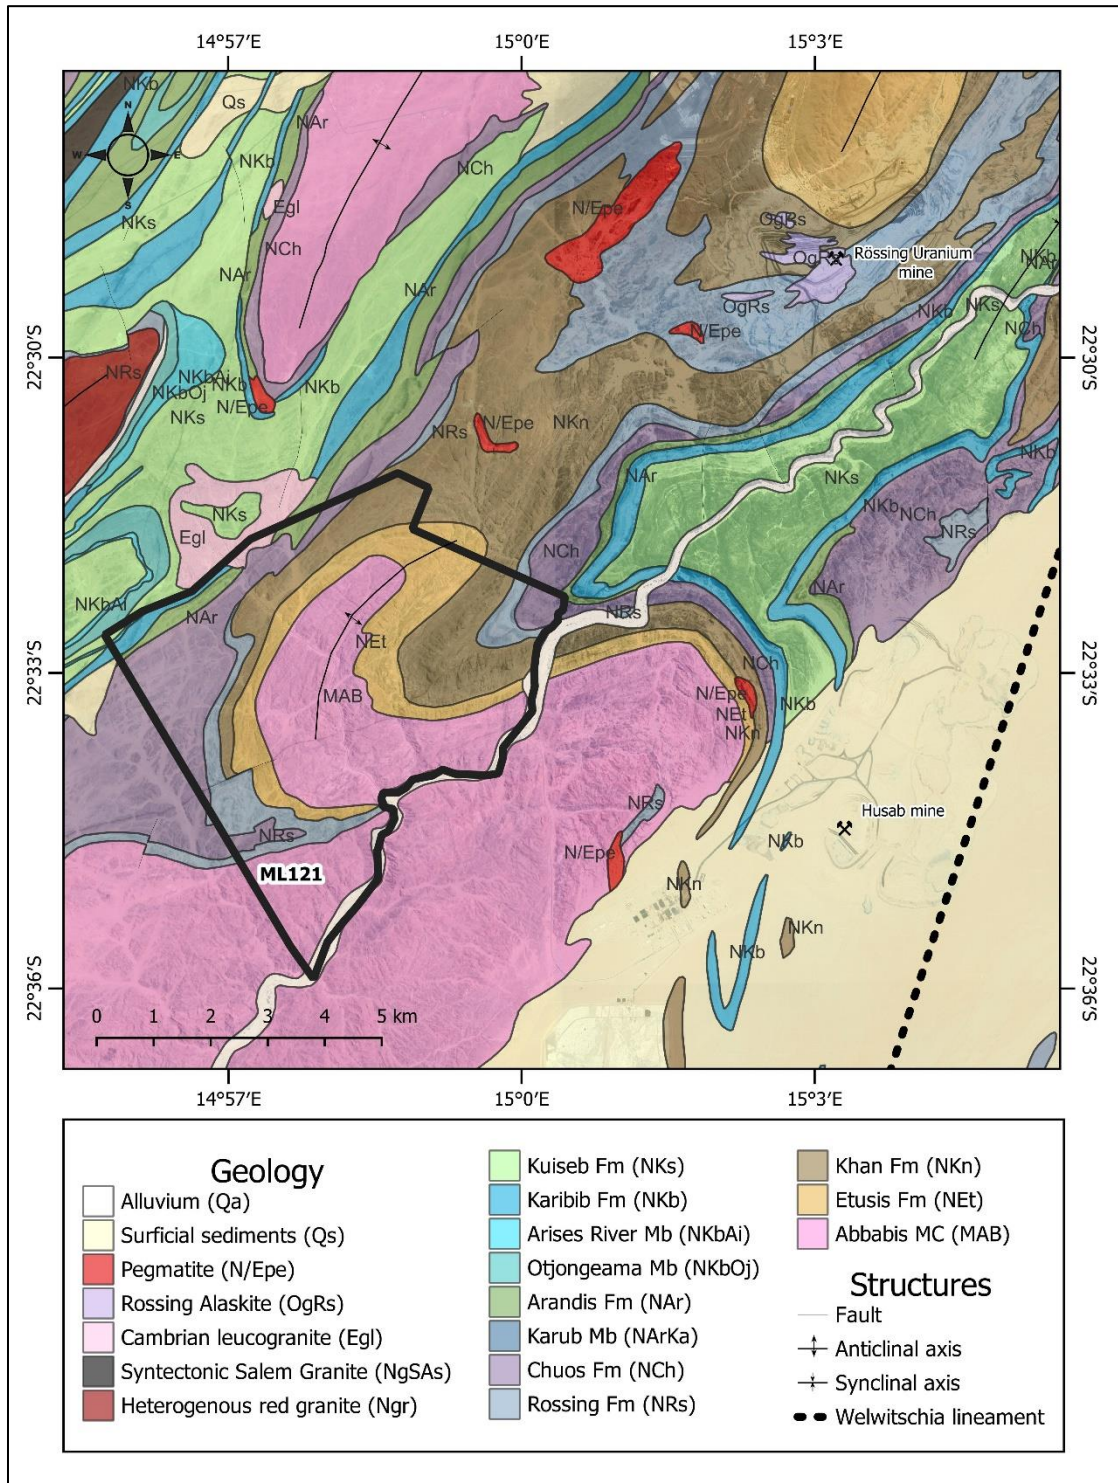 14°57'E 15°0'E 15°3'E
NKb
Qs
N
W
E
S
NAr
NKb
NCh
NKs
Egl
N/Epe
OgRs
NCh
OgRs
Rössing Uranium
mine
NKb
NAr
NAr
NAr
OgRs
NKs
NKb
N/Epe
NCh
22°30'S 22°30'S
NRs
NKbAi
NKb
NKb
NKbOj
N/Epe
NKs
NRs
N/Epe
NKn
NKb
NAr
NKs
NKb
NCh
NKs
NRs
Egl
NCh
NKbAi
NAr
NAr
NRs
NEt
22°33'S 22°33'S
NCh
MAB
N/Epe
NKb
NEt
NKn
NRs
Husab mine
NRs
NKb
N/Epe
ML121
NKn
NKn
NKb
22°36'S 22°36'S
0 1 2 3 4 5 km
14°57'E 15°0'E 15°3'E
Geology
Alluvium (Qa)
Surficial sediments (Qs)
Pegmatite (N/Epe)
Rossing Alaskite (OgRs)
Cambrian leucogranite (Egl)
Syntectonic Salem Granite (NgSAs)
Heterogenous red granite (Ngr)
Kuiseb Fm (NKs)
Karibib Fm (NKb)
Arises River Mb (NKbAi)
Otjongeama Mb (NKbOj)
Arandis Fm (NAr)
Karub Mb (NArKa)
Chuos Fm (NCh)
Rossing Fm (NRs)
Khan Fm (NKn)
Etusis Fm (NEt)
Abbabis MC (MAB)
Structures
Fault
Anticlinal axis
Synclinal axis
Welwitschia lineament